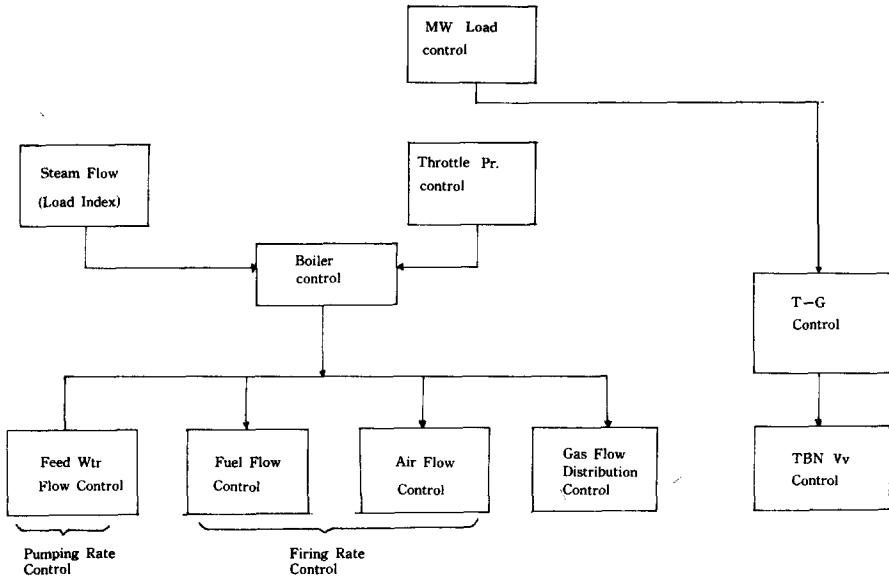 MW Load
control
Steam Flow
(Load Index)
Throttle Pr.
control
Boiler
control
T-G
Control
Feed Wtr
Flow Control
Fuel Flow
Control
Air Flow
Control
Gas Flow
Distribution
Control
TBN Vv
Control
Pumping Rate
Control
Firing Rate
Control